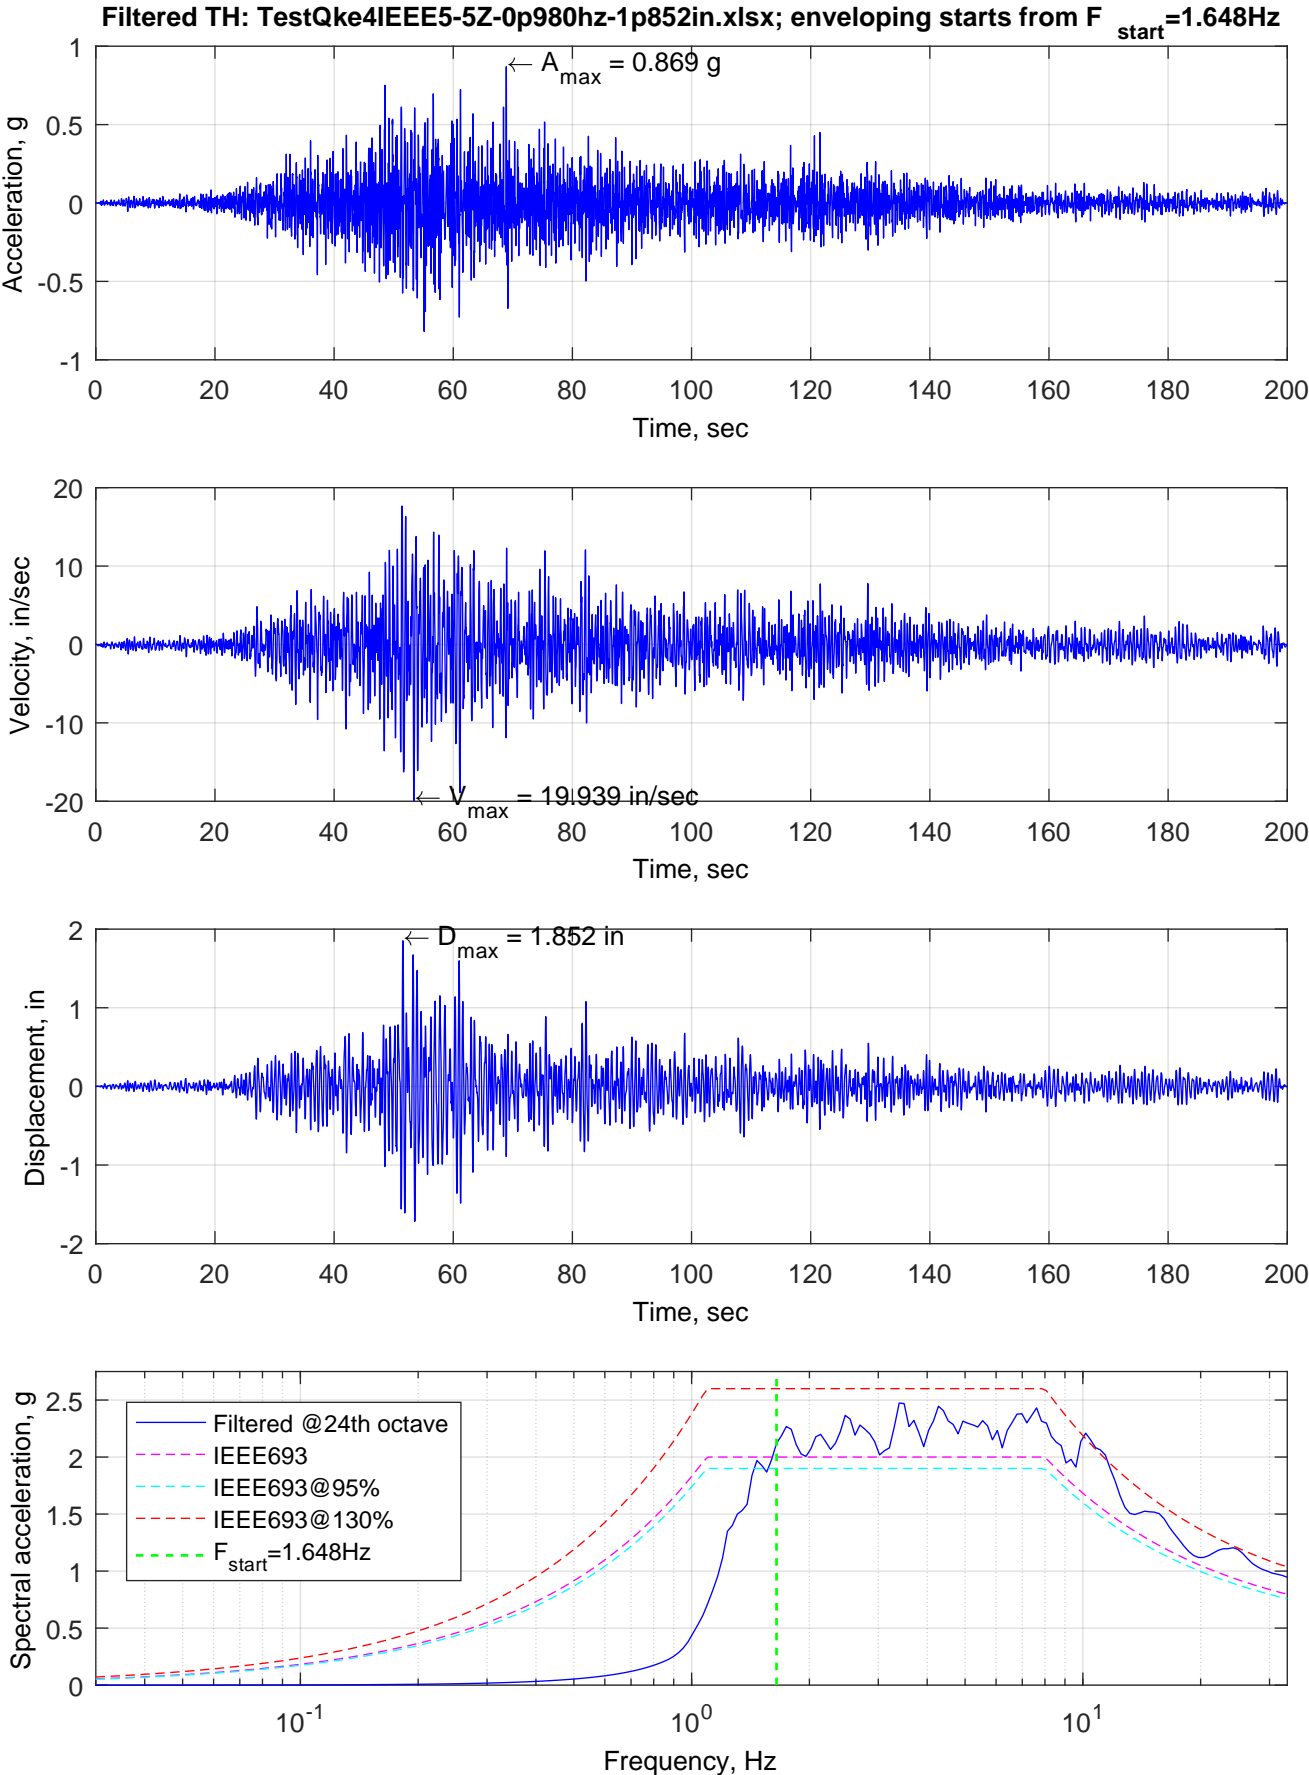 Filtered TH: TestQke4IEEE5-5Z-0p980hz-1p852in.xlsx; enveloping starts from F start=1.648Hz
1
← Amax = 0.869 g
0.5
0
-0.5
-1
Acceleration, g
0 20 40 60 80 100 120 140 160 180 200
Time, sec
20
10
0
-10
-20
Velocity, in/sec
← Vmax = 19.939 in/sec
0 20 40 60 80 100 120 140 160 180 200
Time, sec
2
← Dmax = 1.852 in
1
0
-1
-2
Displacement, in
0 20 40 60 80 100 120 140 160 180 200
Time, sec
2.5
2
1.5
1
0.5
0
Spectral acceleration, g
Filtered @24th octave
IEEE693
IEEE693@95%
IEEE693@130%
Fstart=1.648Hz
10-1 100 101
Frequency, Hz